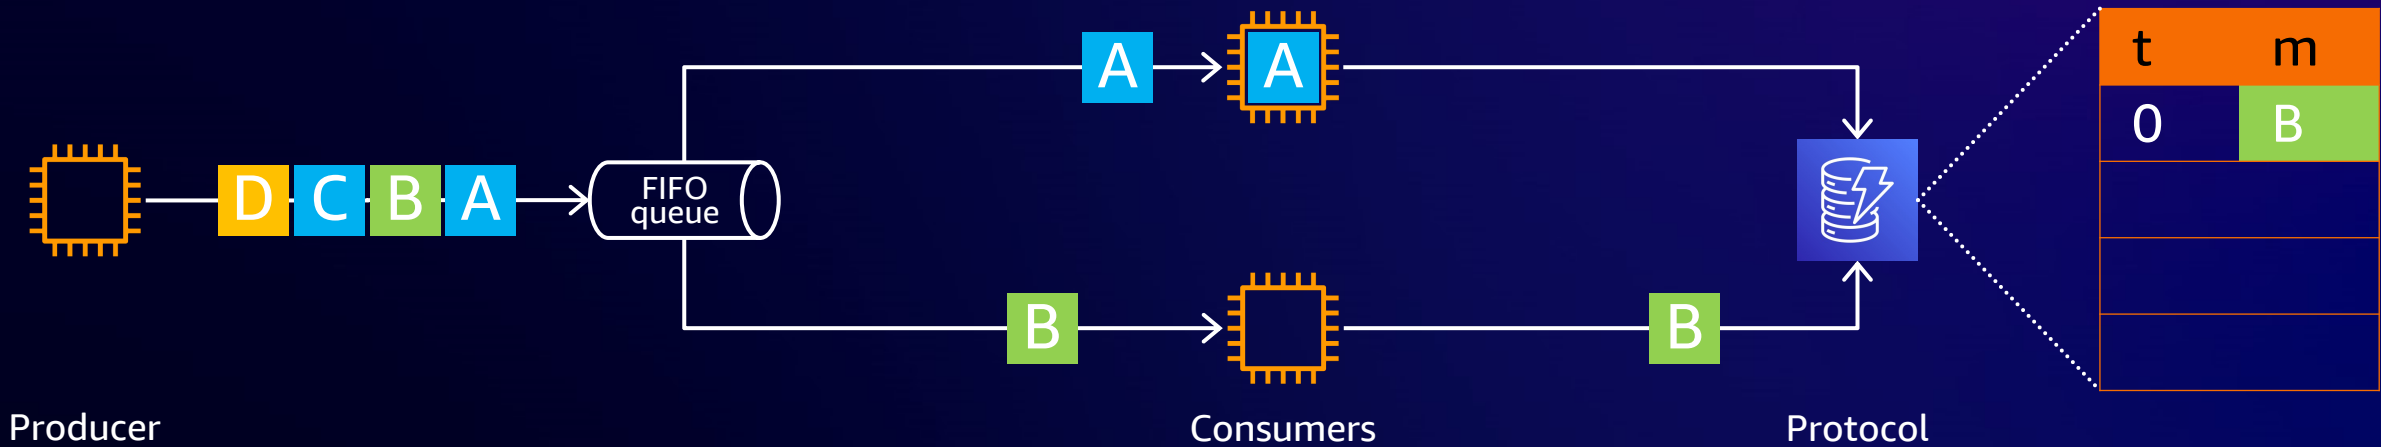 A
A
t m
0 B
D C B A
FIFO
queue
B
B
Producer
Consumers
Protocol